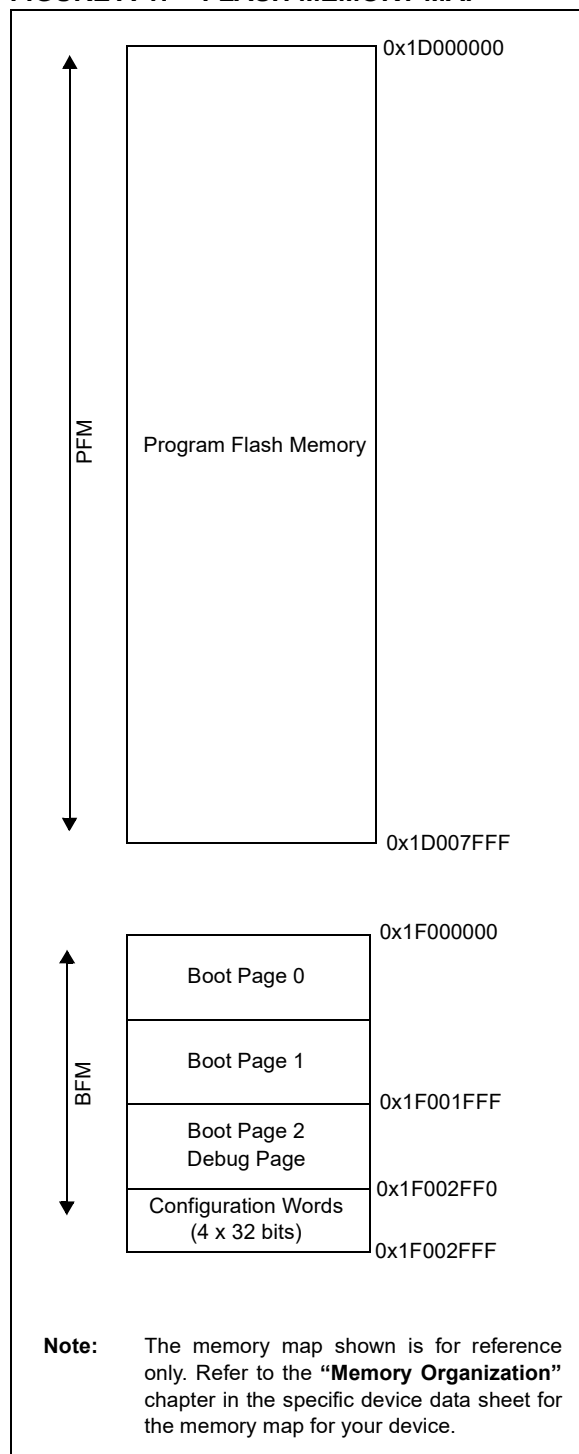 0x1D000000
PFM
Program Flash Memory
0x1D007FFF
0x1F000000
Boot Page 0
BFM
Boot Page 1
0x1F001FFF
Boot Page 2
Debug Page
0x1F002FF0
Configuration Words
(4 x 32 bits)
0x1F002FFF
Note: The memory map shown is for reference
only. Refer to the “Memory Organization”
chapter in the specific device data sheet for
the memory map for your device.